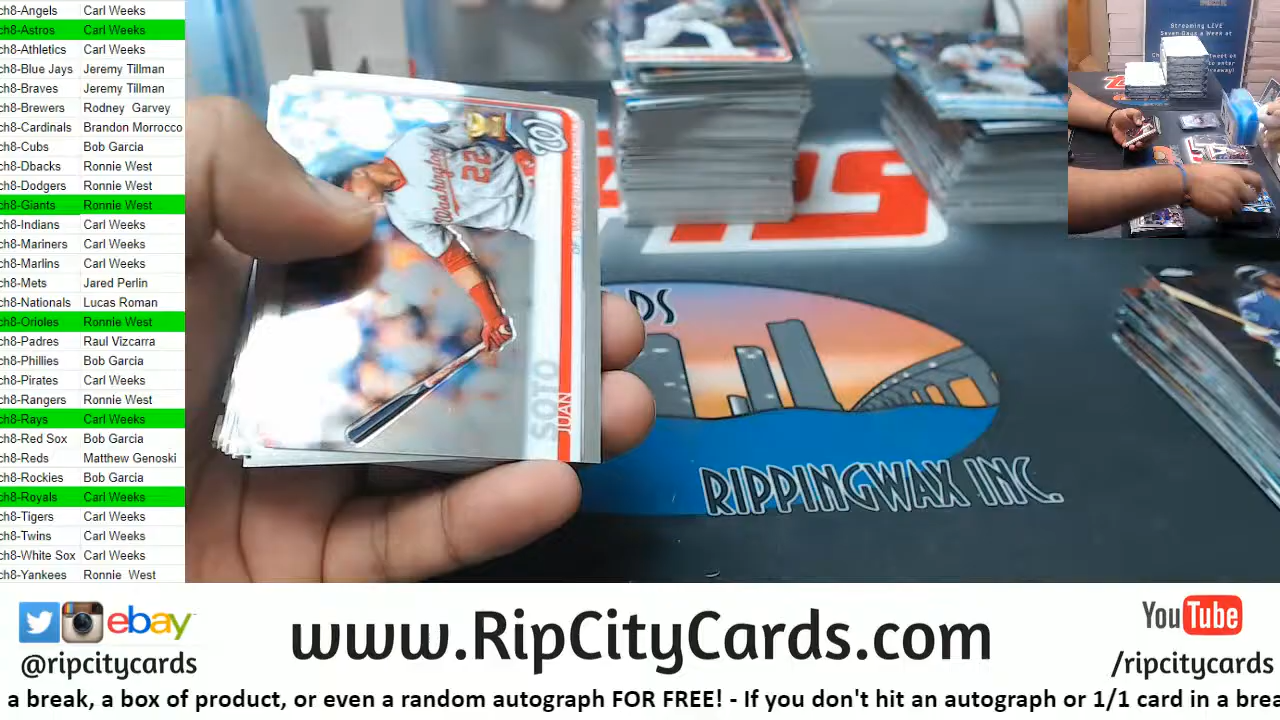 ch8-Angels Carl Weeks
ch8-Astros Carl Weeks
ch8-Athletics Carl Weeks
ch8-Blue Jays Jeremy Tillman
ch8-Braves Jeremy Tillman
ch8-Brewers Rodney Garvey
ch8-Cardinals Brandon Morrocco
ch8-Cubs Bob Garcia
ch8-Dbacks Ronnie West
ch8-Dodgers Ronnie West
ch8-Giants Ronnie West
ch8-Indians Carl Weeks
ch8-Mariners Carl Weeks
ch8-Marlins Carl Weeks
ch8-Mets Jared Perlin
ch8-Nationals Lucas Roman
ch8-Orioles Ronnie West
ch8-Padres Raul Vizcarra
ch8-Phillies Bob Garcia
ch8-Pirates Carl Weeks
ch8-Rangers Ronnie West
ch8-Rays Carl Weeks
ch8-Red Sox Bob Garcia
ch8-Reds Matthew Genoski
ch8-Rockies Bob Garcia
ch8-Royals Carl Weeks
ch8-Tigers Carl Weeks
ch8-Twins Carl Weeks
ch8-White Sox Carl Weeks
ch8-Yankees Ronnie West
W
Washington
22
JUAN
SOTO
DS
RIPPINGWAX INC.
Streaming LIVE
Seven Days a Week at
ebay
@ripcitycards
www.RipCityCards.com
YouTube
/ripcitycards
a break, a box of product, or even a random autograph FOR FREE! - If you don't hit an autograph or 1/1 card in a brea